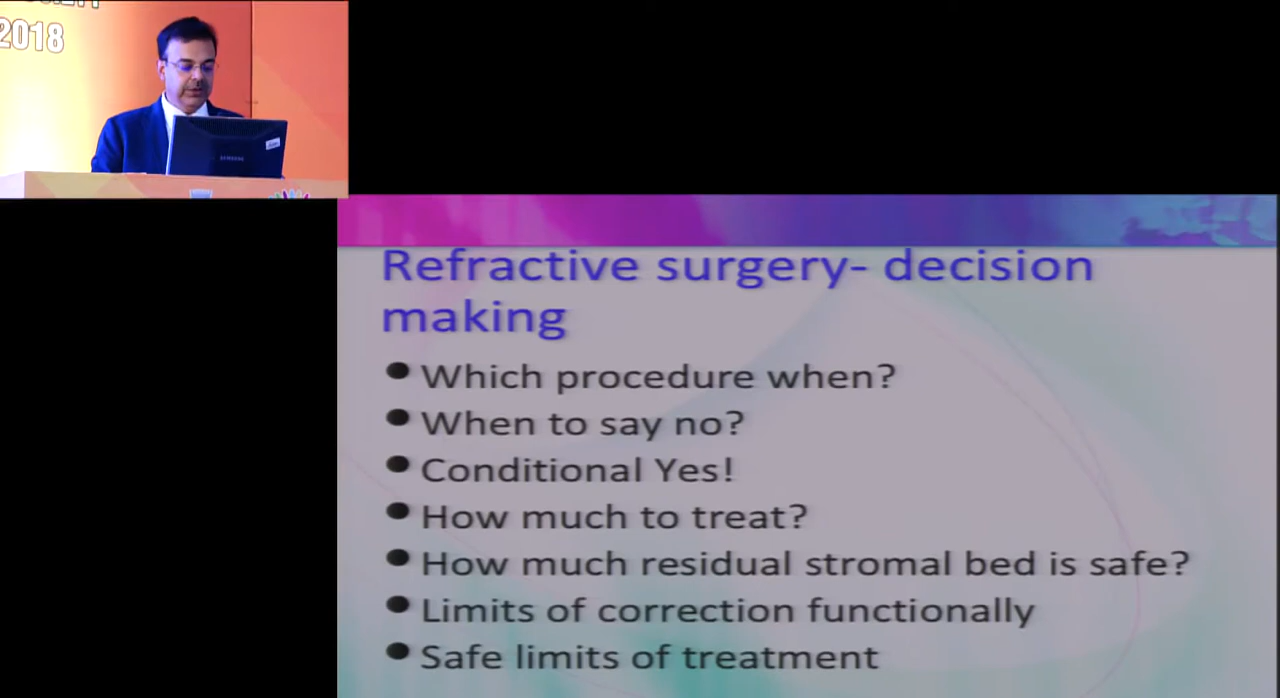 2018
SAMSUNG
Refractive surgery- decision
making
Which procedure when?
When to say no?
Conditional Yes!
How much to treat?
How much residual stromal bed is safe?
Limits of correction functionally
Safe limits of treatment